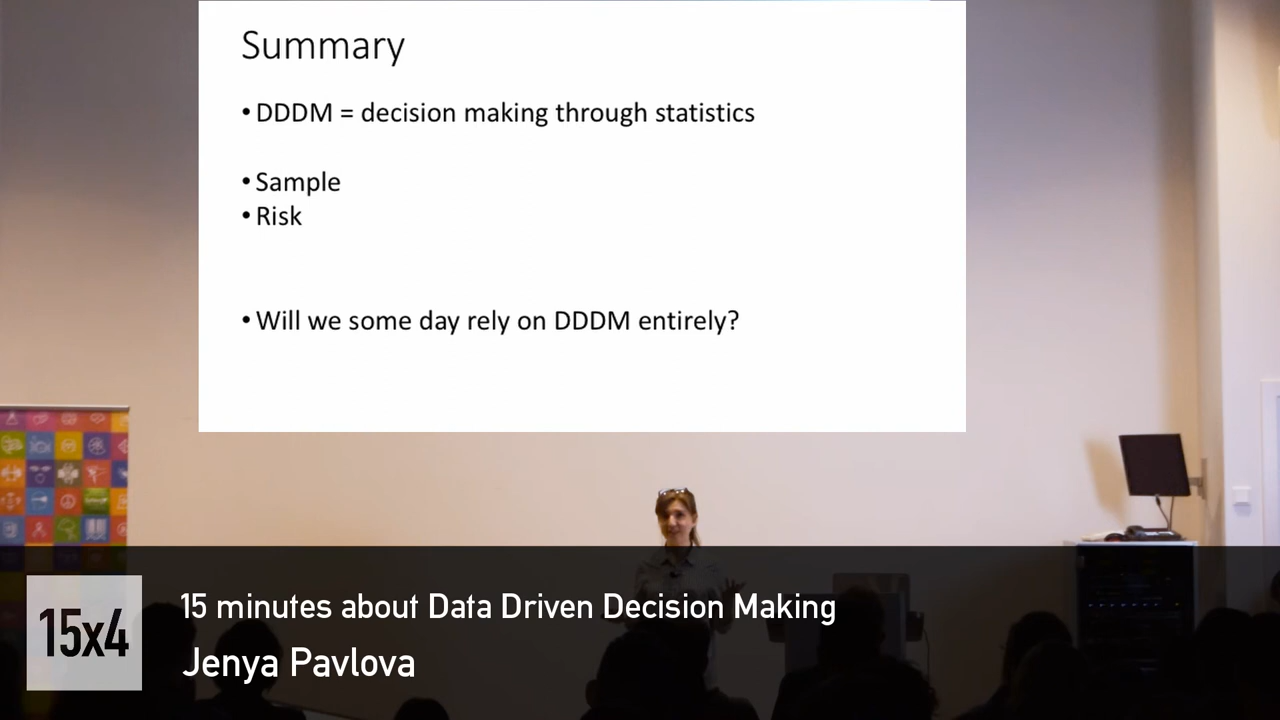 Summary
• DDDM = decision making through statistics
• Sample
• Risk
• Will we some day rely on DDDM entirely?
15x4
15 minutes about Data Driven Decision Making
Jenya Pavlova